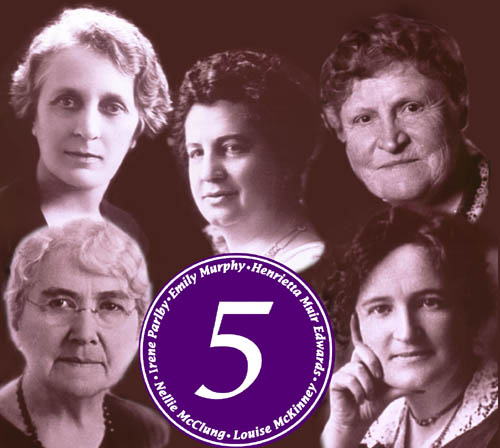 Irene Parlby • Emily Murphy • Henrietta Muir Edwards
5
• Nellie McClung • Louise McKinney •